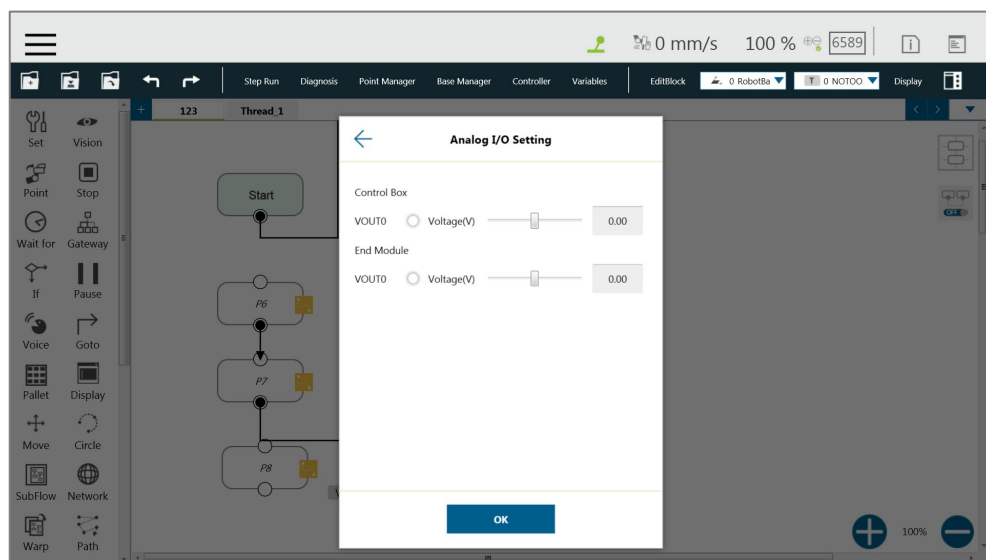 0 mm/s 100 % 6589
Step Run Diagnosis Point Manager Base Manager Controller Variables EditBlock 0 RobotBa T 0 NOTOO Display
+ 123 Thread_1
Set Vision
Point Stop
Wait for Gateway
If Pause
Voice Goto
Pallet Display
Move Circle
SubFlow Network
Warp Path
Start
P6
P7
P8
Analog I/O Setting
Control Box
VOUT0 Voltage(V) 0.00
End Module
VOUT0 Voltage(V) 0.00
OK
OFF
100%